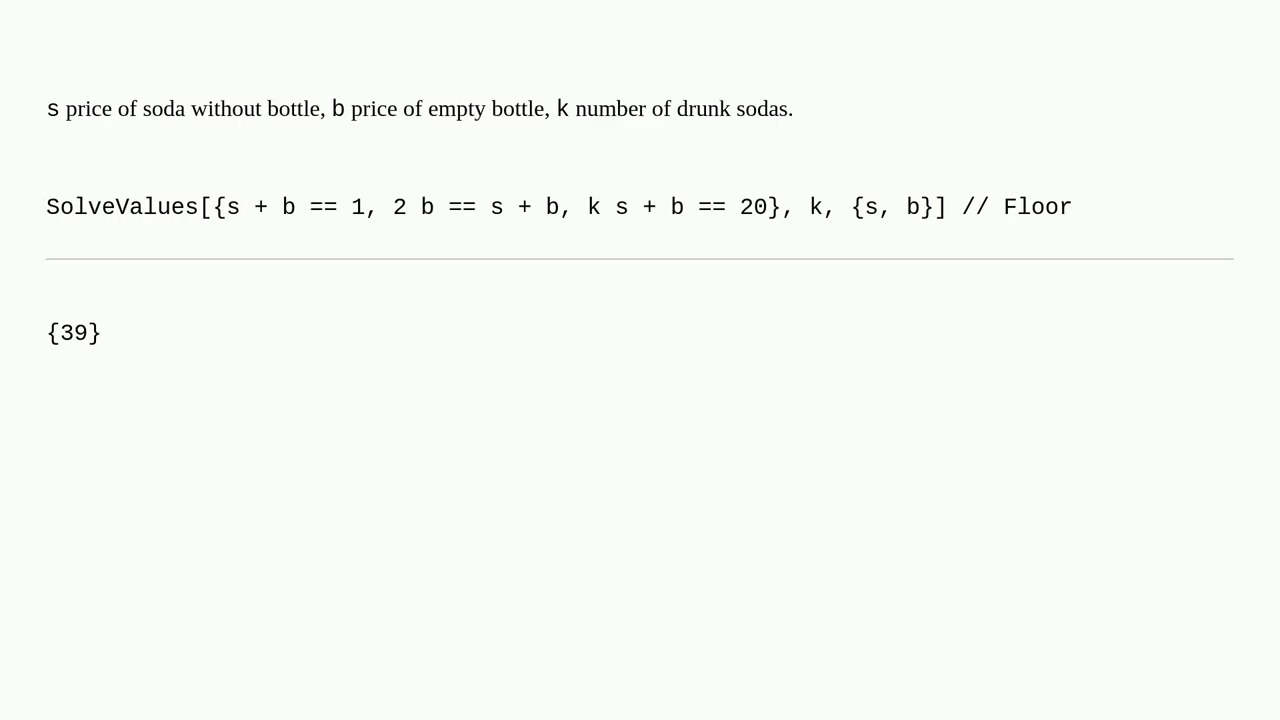 s price of soda without bottle, b price of empty bottle, k number of drunk sodas.
SolveValues[{s + b == 1, 2 b == s + b, k s + b == 20}, k, {s, b}] // Floor
{39}